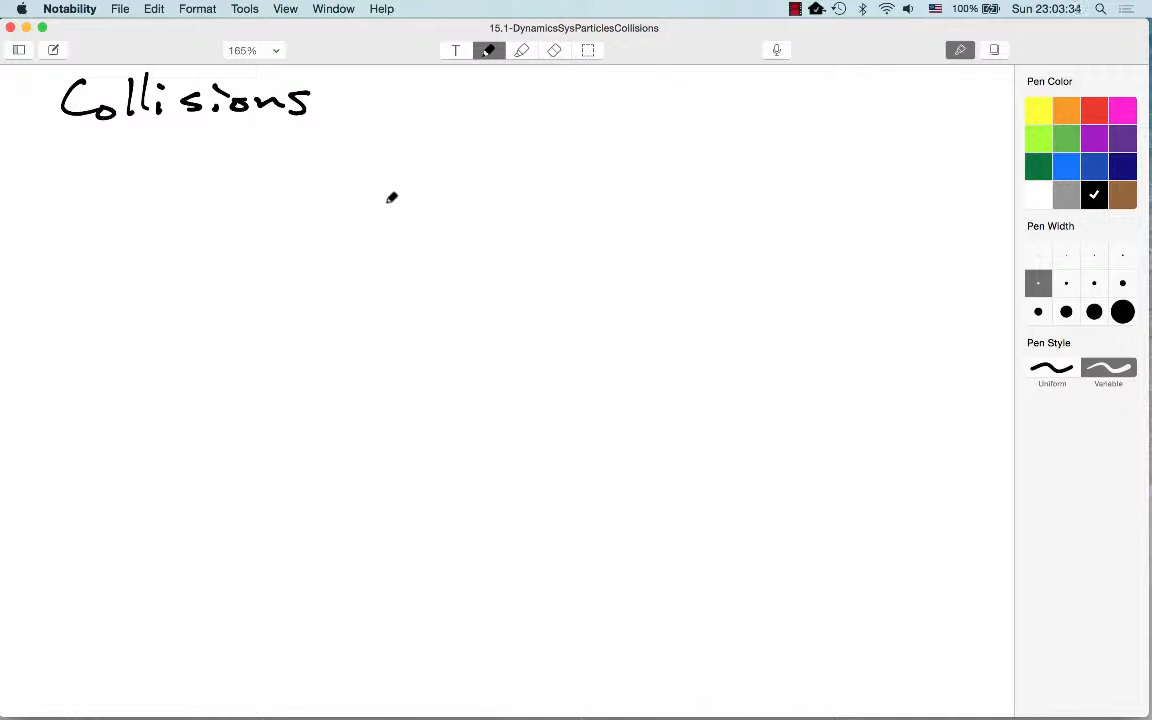 Notability File Edit Format Tools View Window Help 100% Sun 23:03:34
15.1-DynamicsSysParticlesCollisions
165% T
Collisions
Pen Color
Pen Width
Pen Style
Uniform Variable